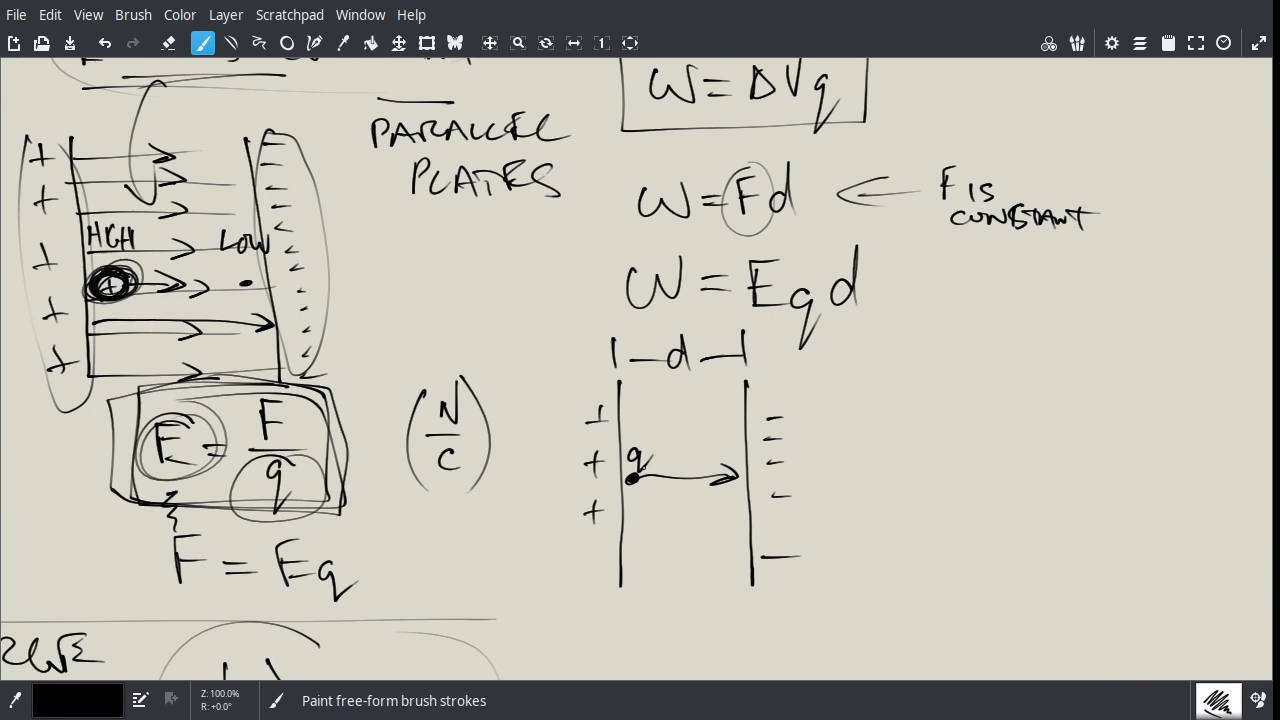 File Edit View Brush Color Layer Scratchpad Window Help
PARALLEL
PLATES
W = ΔVq
W = Fd ← F IS
CONSTANT
W = Eqd
|—d—|
+ + + + +
HGH LOW
+
E = F/q
(N/C)
F = Eq
+ + +
q
Z: 100.0%
R: +0.0°
Paint free-form brush strokes